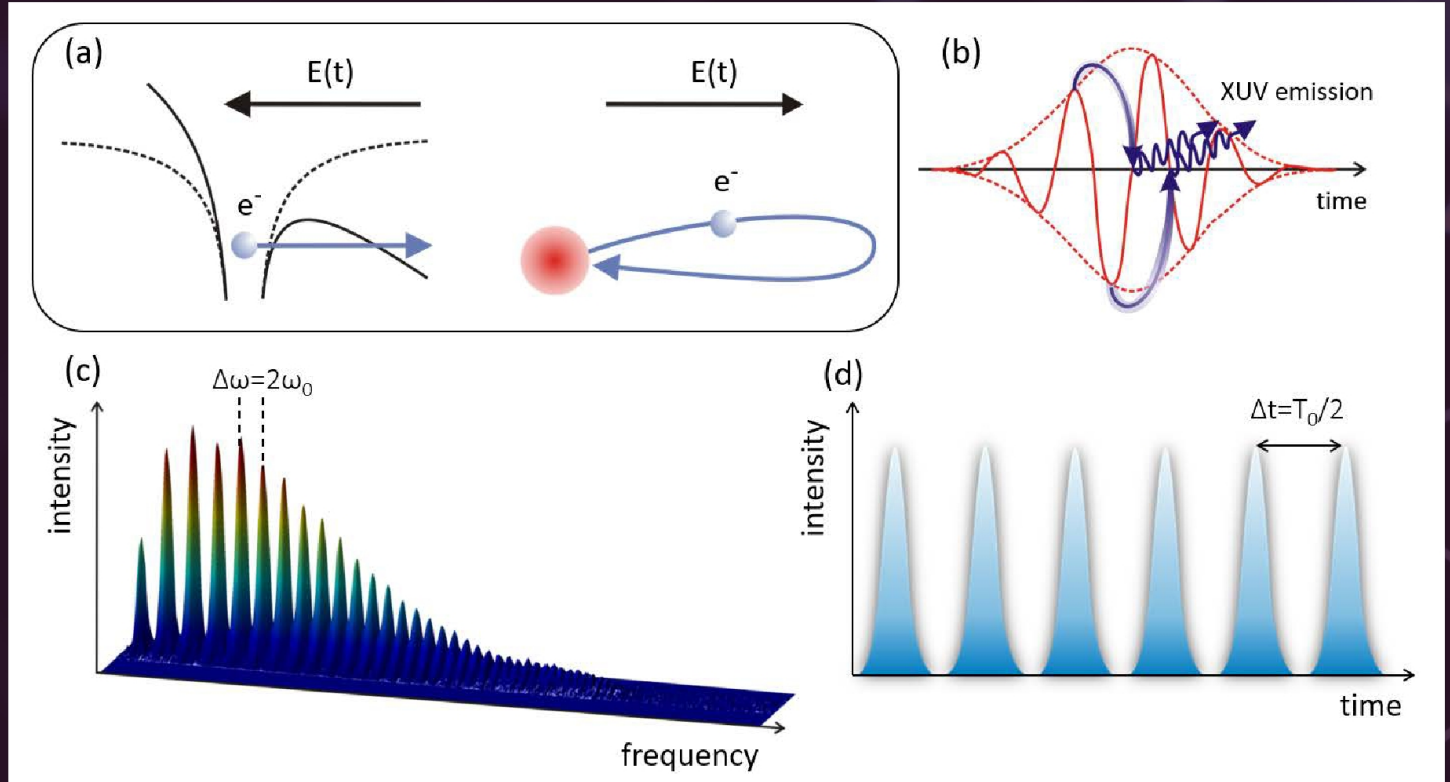 (a)
E(t)
E(t)
e⁻
e⁻
(b)
XUV emission
time
(c)
Δω=2ω₀
intensity
frequency
(d)
Δt=T₀/2
intensity
time